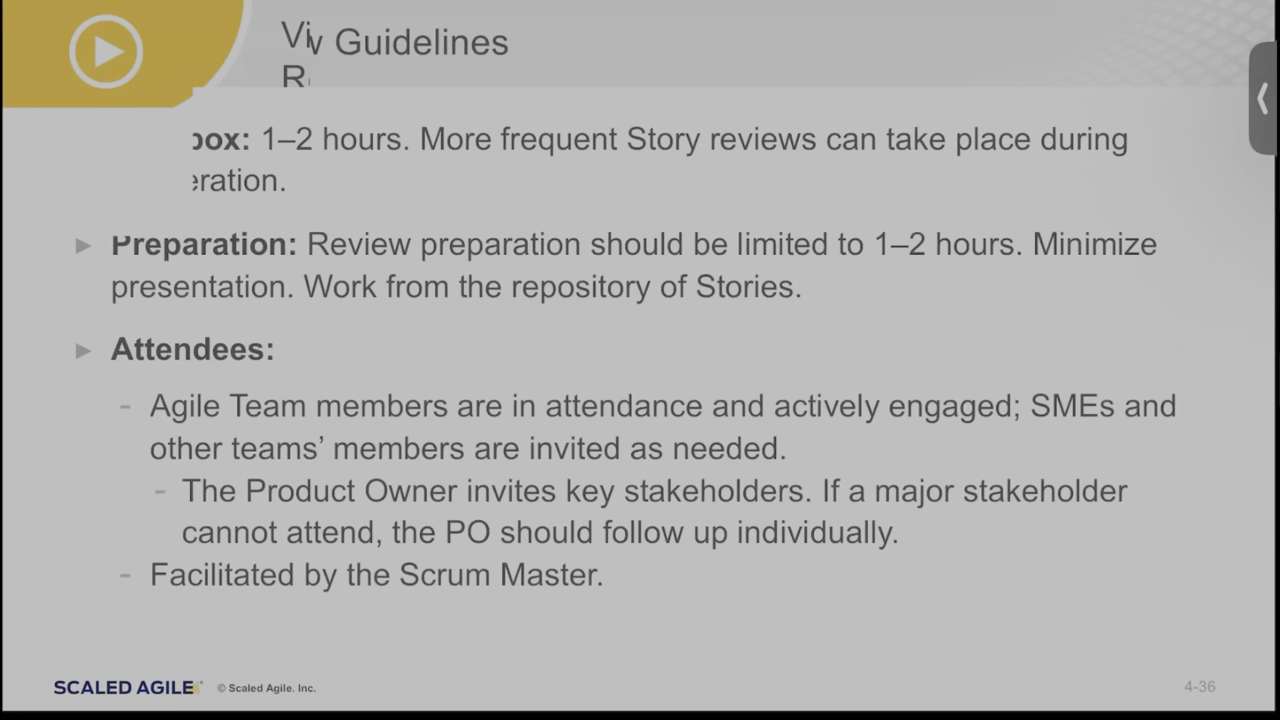 Guidelines
1–2 hours. More frequent Story reviews can take place during
Preparation: Review preparation should be limited to 1–2 hours. Minimize
presentation. Work from the repository of Stories.
Attendees:
- Agile Team members are in attendance and actively engaged; SMEs and
other teams’ members are invited as needed.
- The Product Owner invites key stakeholders. If a major stakeholder
cannot attend, the PO should follow up individually.
- Facilitated by the Scrum Master.
SCALED AGILE © Scaled Agile. Inc.
4-36